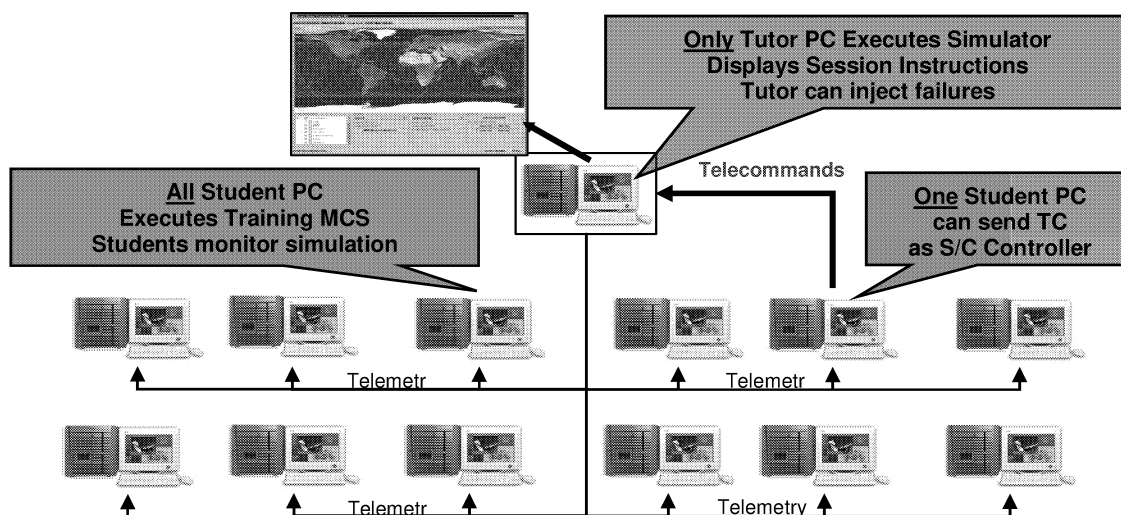 Only Tutor PC Executes Simulator
Displays Session Instructions
Tutor can inject failures
Telecommands
All Student PC
Executes Training MCS
Students monitor simulation
One Student PC
can send TC
as S/C Controller
Telemetr
Telemetr
Telemetr
Telemetry